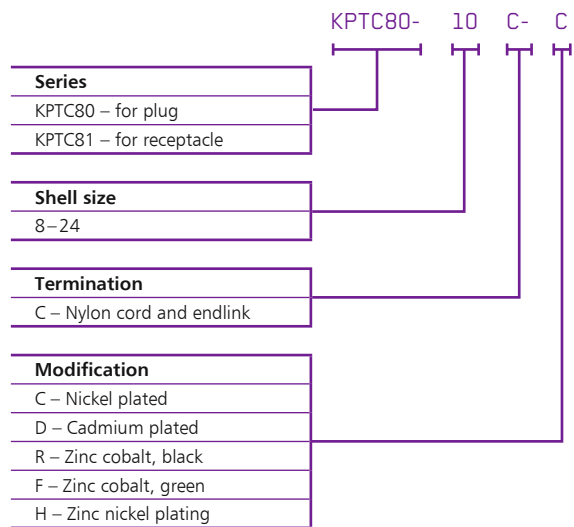 KPTC80- 10 C- C
Series
KPTC80 – for plug
KPTC81 – for receptacle
Shell size
8–24
Termination
C – Nylon cord and endlink
Modification
C – Nickel plated
D – Cadmium plated
R – Zinc cobalt, black
F – Zinc cobalt, green
H – Zinc nickel plating